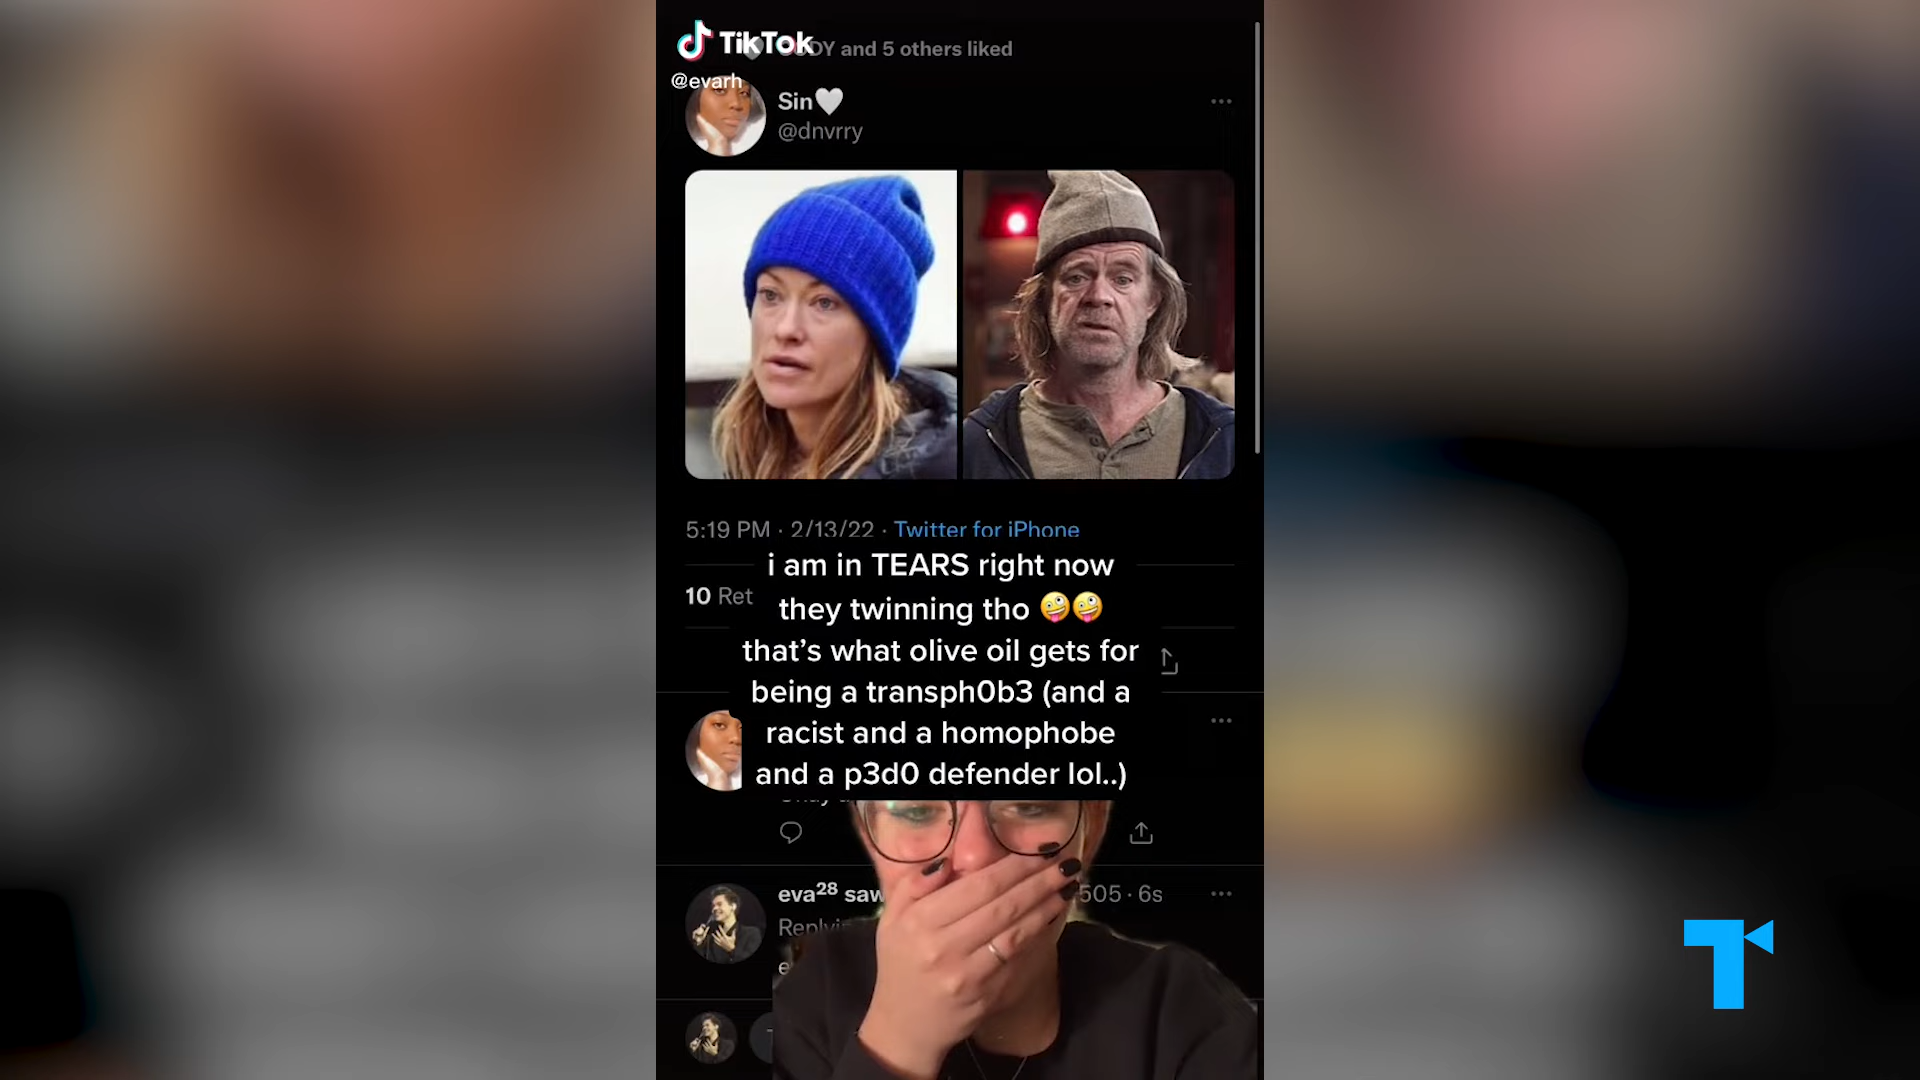 TikTok
DY and 5 others liked
@evarh
Sin🤍
@dnvrry
5:19 PM · 2/13/22 · Twitter for iPhone
i am in TEARS right now
10 Ret
they twinning tho 🤪🤪
that's what olive oil gets for
being a transph0b3 (and a
racist and a homophobe
and a p3d0 defender lol..)
eva²⁸ saw
505 · 6s